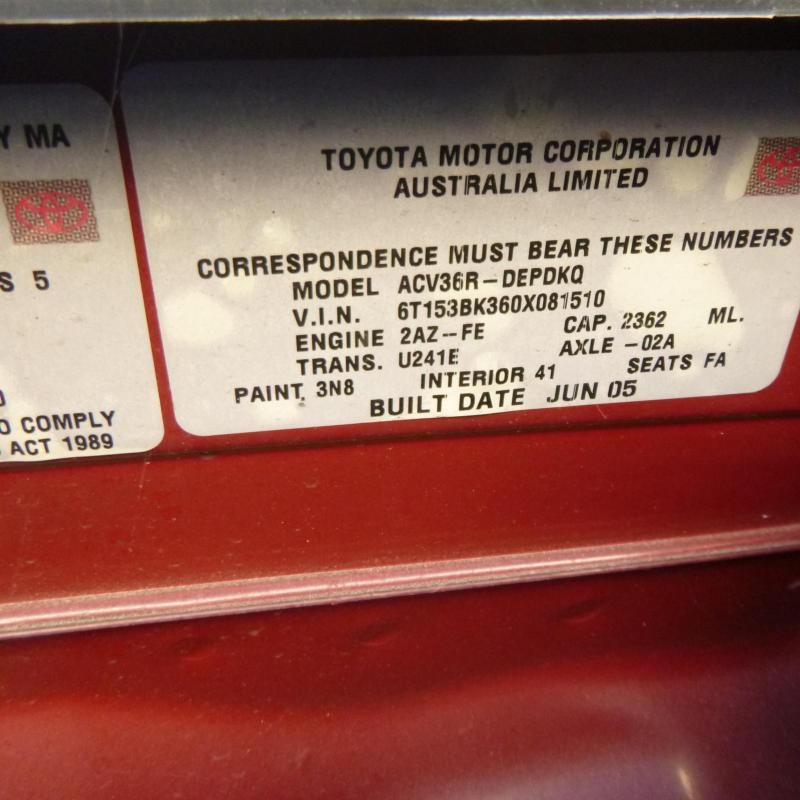 Y MA
S 5
O COMPLY
ACT 1989
TOYOTA MOTOR CORPORATION
AUSTRALIA LIMITED
CORRESPONDENCE MUST BEAR THESE NUMBERS
MODEL ACV36R-DEPDKQ
V.I.N. 6T153BK360X081510
ENGINE 2AZ-FE CAP. 2362 ML.
TRANS. U241E AXLE -02A
PAINT. 3N8 INTERIOR 41 SEATS FA
BUILT DATE JUN 05